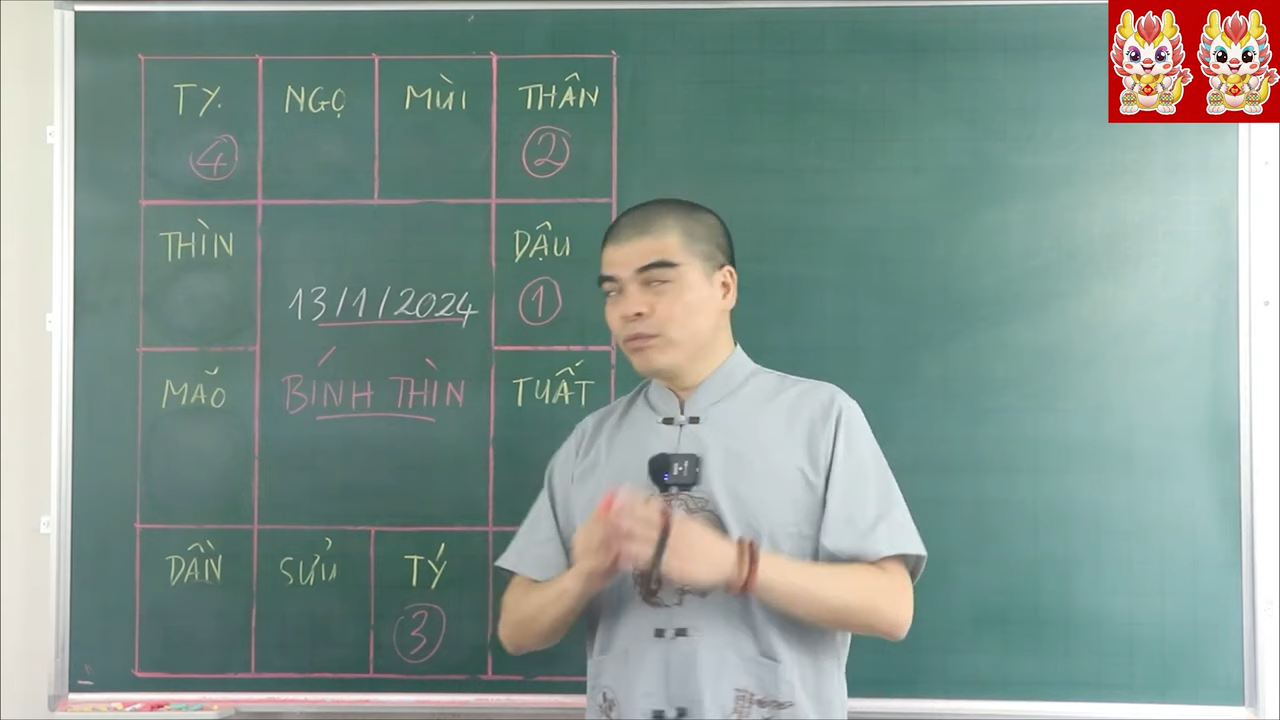 TỴ NGỌ MÙI THÂN
4 2
THÌN DẬU
13/1/2024 1
MÃO BÍNH THÌN TUẤT
DẦN SỬU TÝ
3